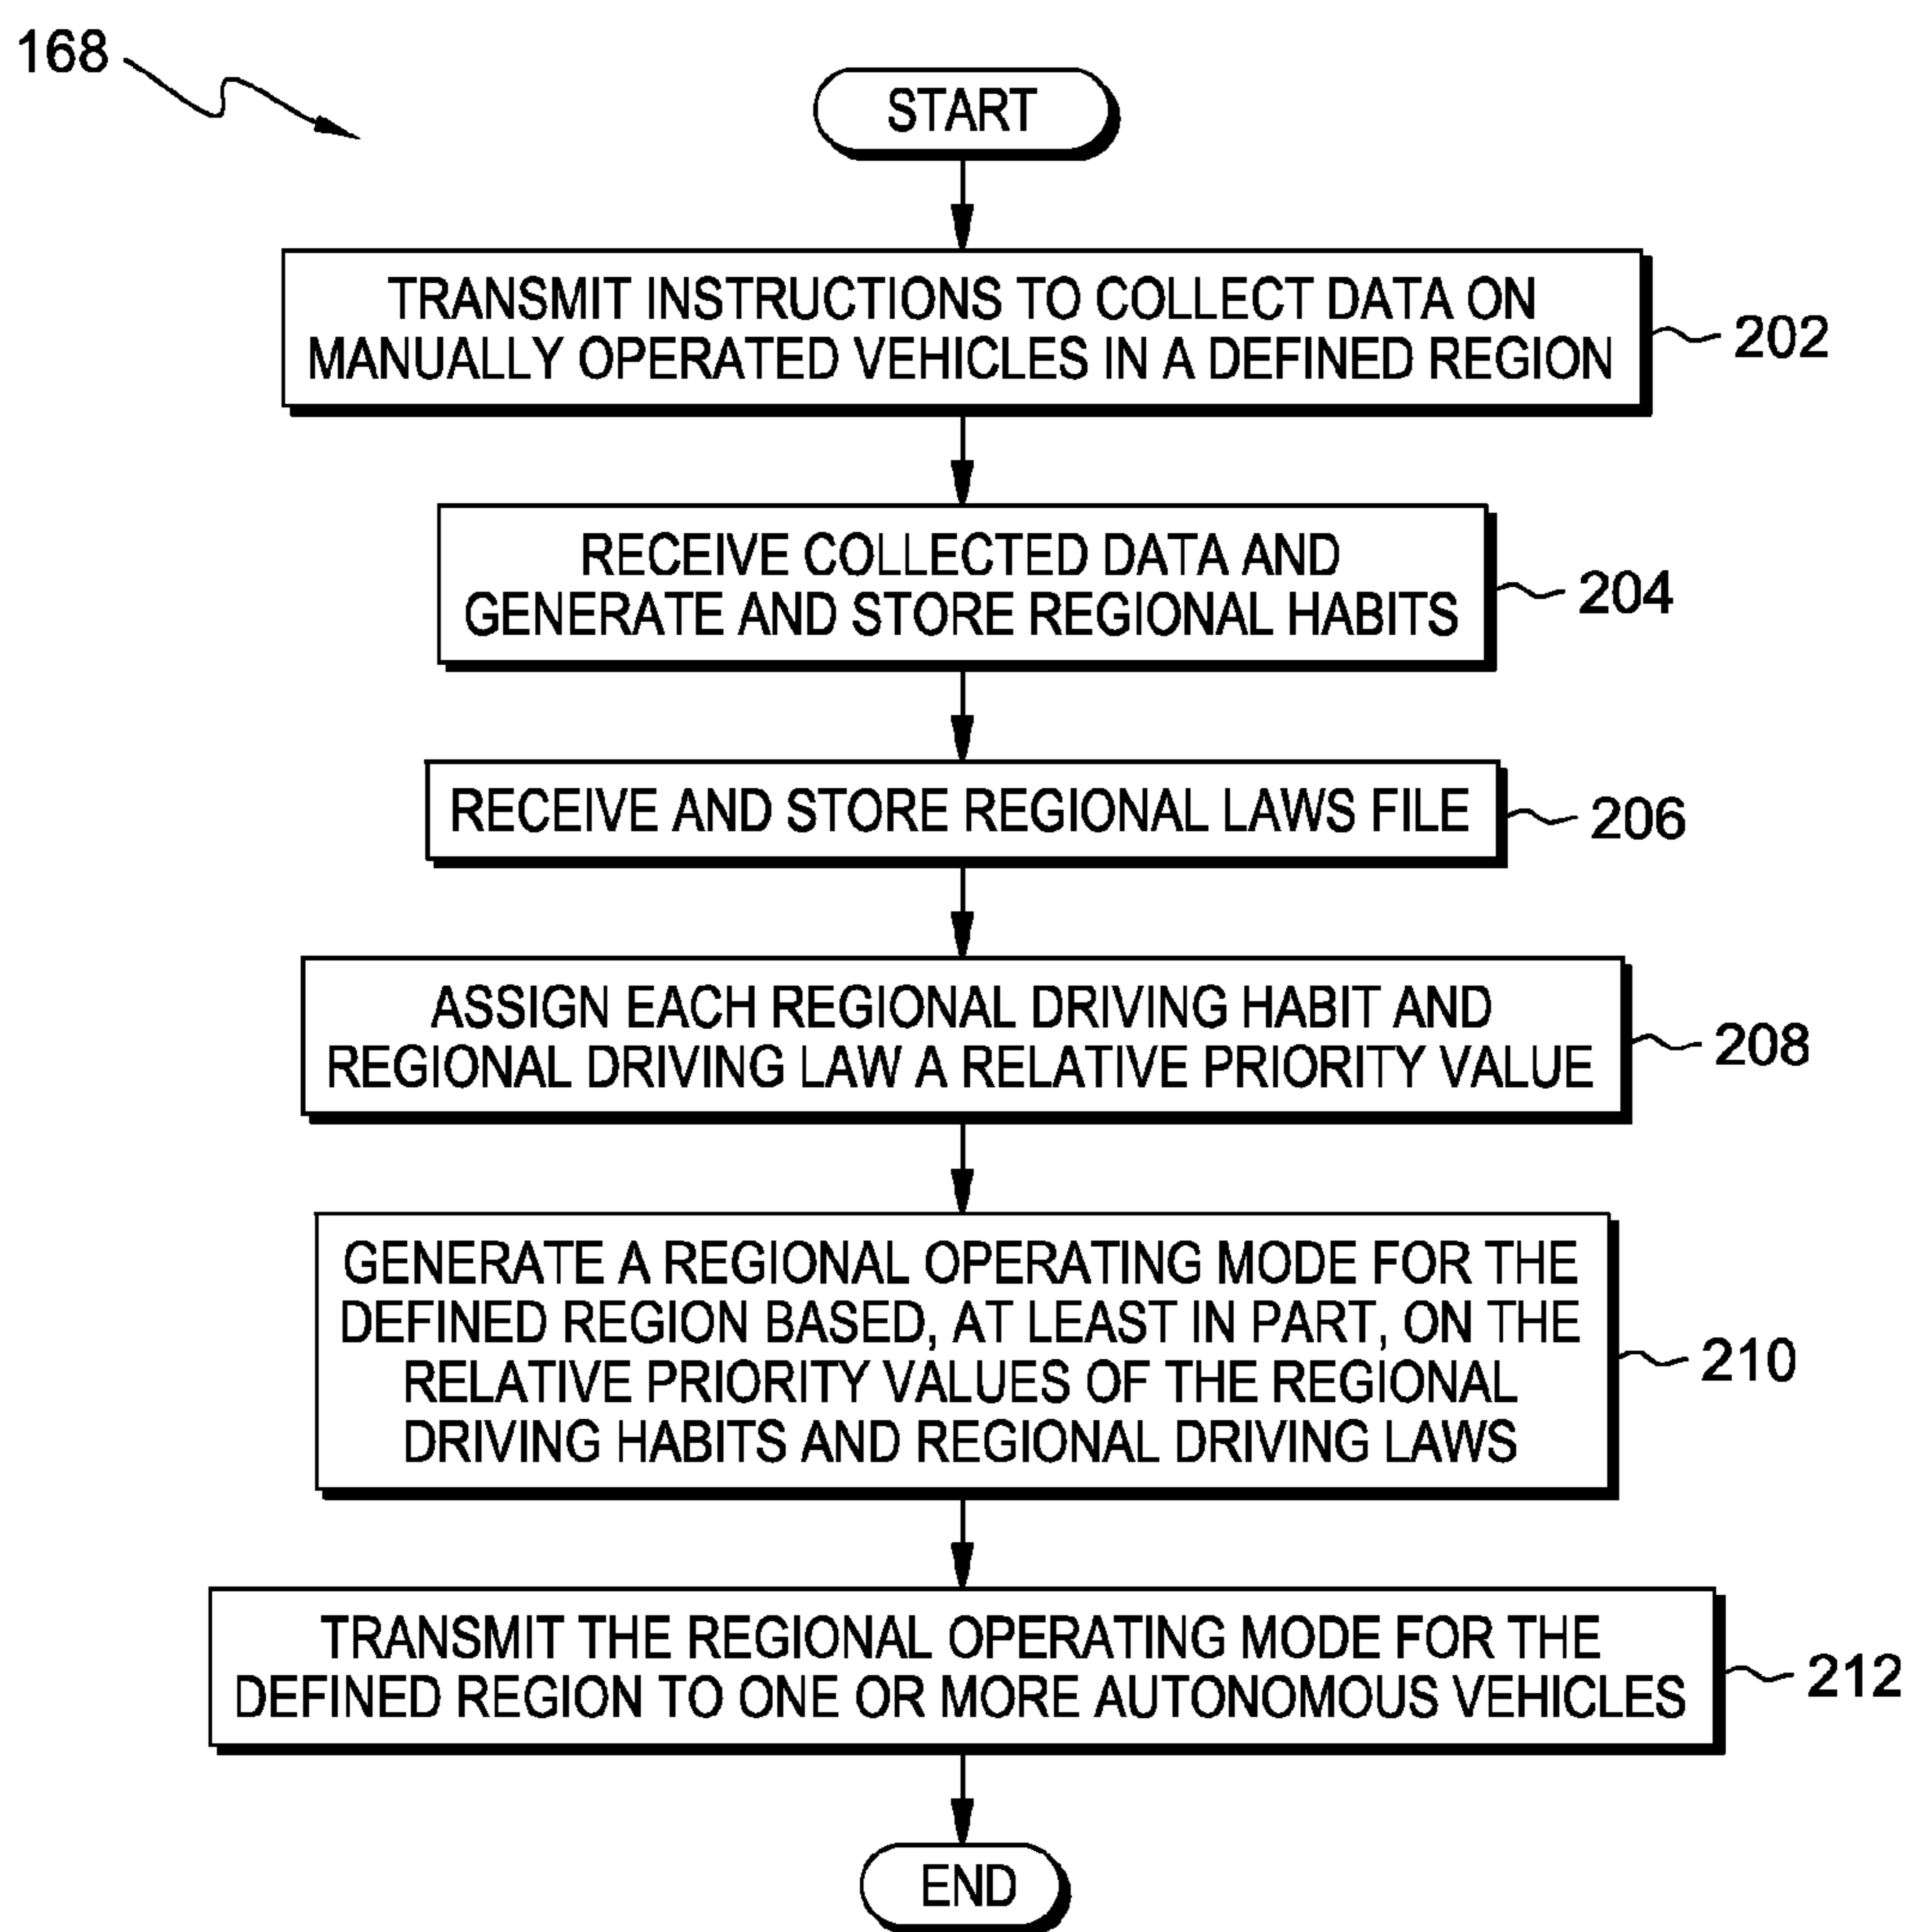 168
START
TRANSMIT INSTRUCTIONS TO COLLECT DATA ON
MANUALLY OPERATED VEHICLES IN A DEFINED REGION
202
RECEIVE COLLECTED DATA AND
GENERATE AND STORE REGIONAL HABITS
204
RECEIVE AND STORE REGIONAL LAWS FILE
206
ASSIGN EACH REGIONAL DRIVING HABIT AND
REGIONAL DRIVING LAW A RELATIVE PRIORITY VALUE
208
GENERATE A REGIONAL OPERATING MODE FOR THE
DEFINED REGION BASED, AT LEAST IN PART, ON THE
RELATIVE PRIORITY VALUES OF THE REGIONAL
DRIVING HABITS AND REGIONAL DRIVING LAWS
210
TRANSMIT THE REGIONAL OPERATING MODE FOR THE
DEFINED REGION TO ONE OR MORE AUTONOMOUS VEHICLES
212
END